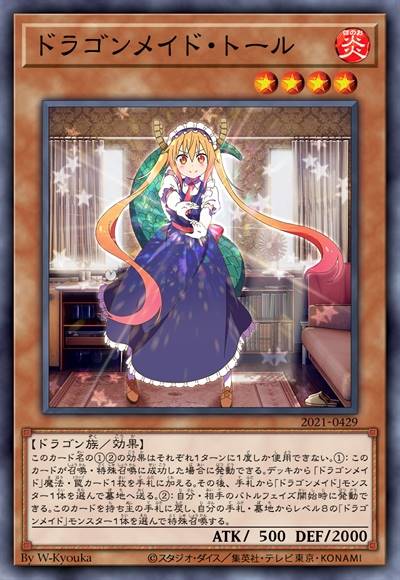 ドラゴンメイド・トール
ほのお
炎
2021-0429
【ドラゴン族／効果】
このカード名の①②の効果はそれぞれ1ターンに1度しか使用できない。①：こ
のカードが召喚・特殊召喚に成功した場合に発動できる。デッキから「ドラゴンメイ
ド」魔法・罠カード1枚を手札に加える。その後、手札から「ドラゴンメイド」モンス
ター1体を選んで墓地へ送る。②：自分・相手のバトルフェイズ開始時に発動で
きる。このカードを持ち主の手札に戻し、自分の手札・墓地からレベル８の「ドラゴ
ンメイド」モンスター1体を選んで特殊召喚する。
ATK/ 500 DEF/2000
By W-Kyouka
©スタジオ・ダイス／集英社・テレビ東京・KONAMI